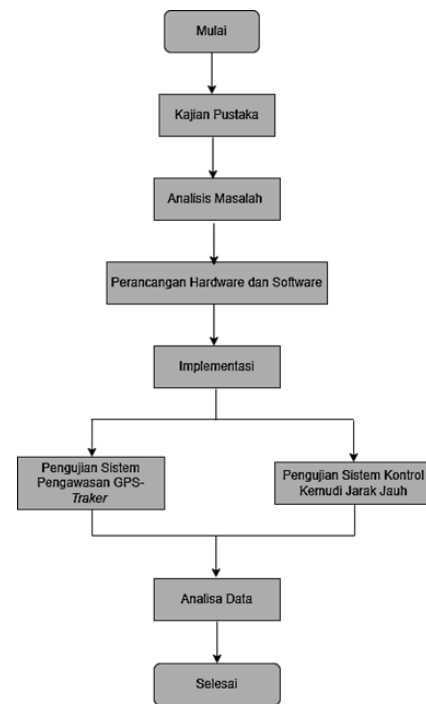 Mulai
Kajian Pustaka
Analisis Masalah
Perancangan Hardware dan Software
Implementasi
Pengujian Sistem
Pengawasan GPS-
Traker
Pengujian Sistem Kontrol
Kemudi Jarak Jauh
Analisa Data
Selesai